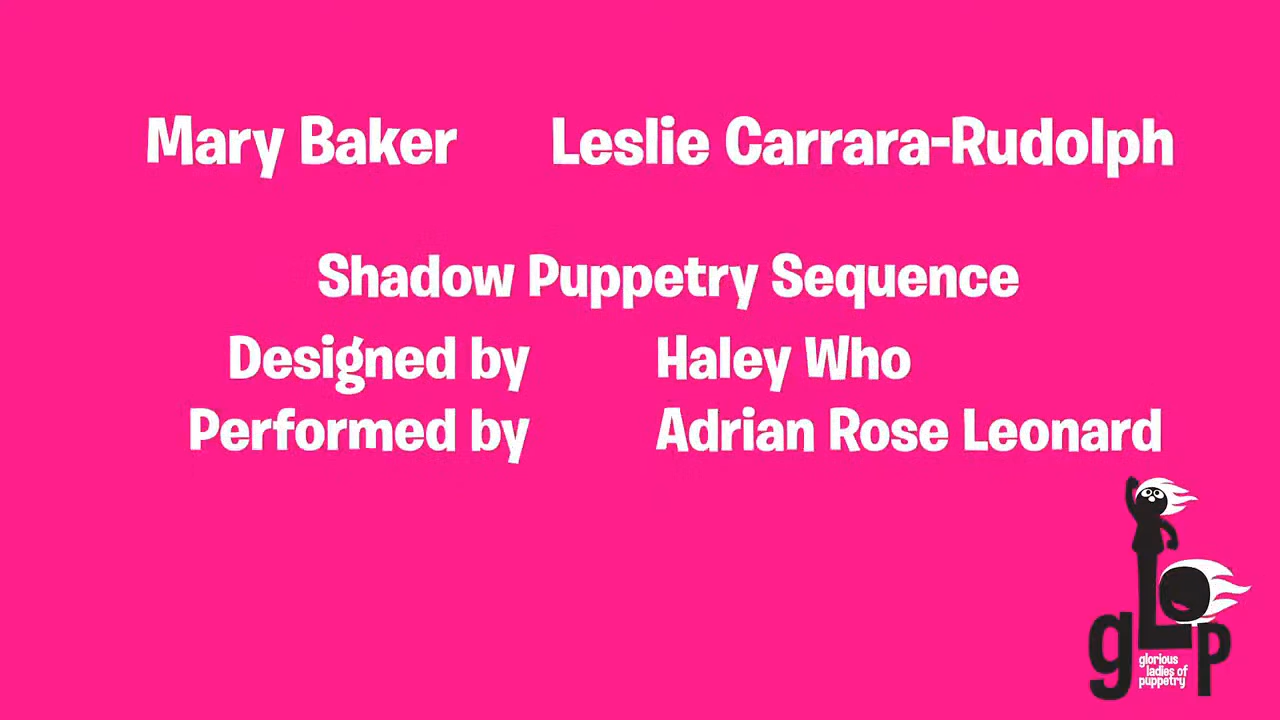 Mary Baker Leslie Carrara-Rudolph
Shadow Puppetry Sequence
Designed by Haley Who
Performed by Adrian Rose Leonard
gLOP
glorious
ladies of
puppetry